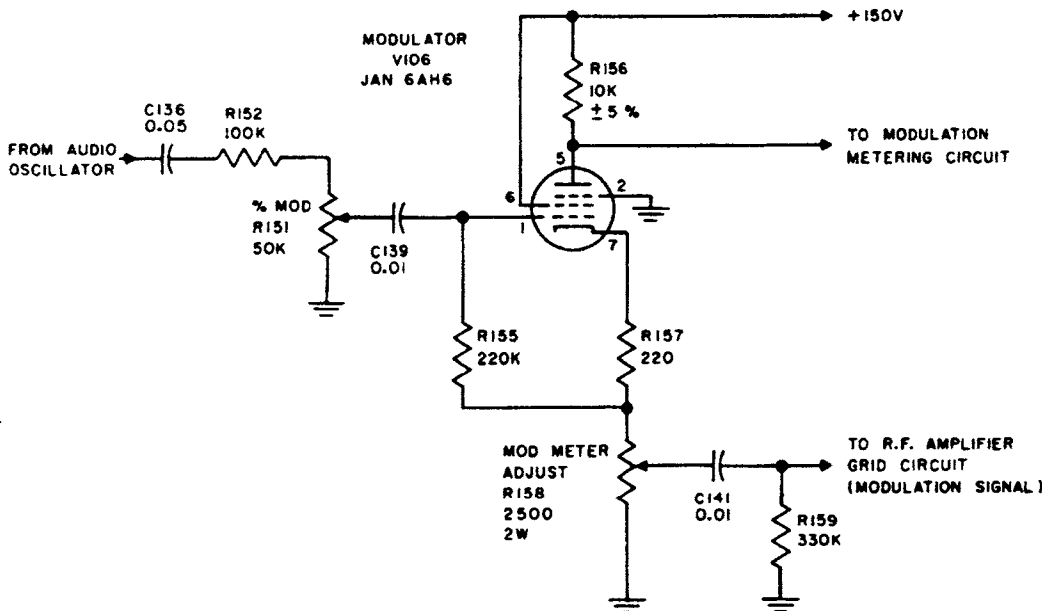 MODULATOR
V106
JAN 6AH6
+150V
R156
10K
± 5 %
C136
0.05
R152
100K
FROM AUDIO
OSCILLATOR
TO MODULATION
METERING CIRCUIT
5
2
6
1
7
% MOD
R151
50K
C139
0.01
R155
220K
R157
220
MOD METER
ADJUST
R158
2500
2W
C141
0.01
TO R.F. AMPLIFIER
GRID CIRCUIT
(MODULATION SIGNAL)
R159
330K